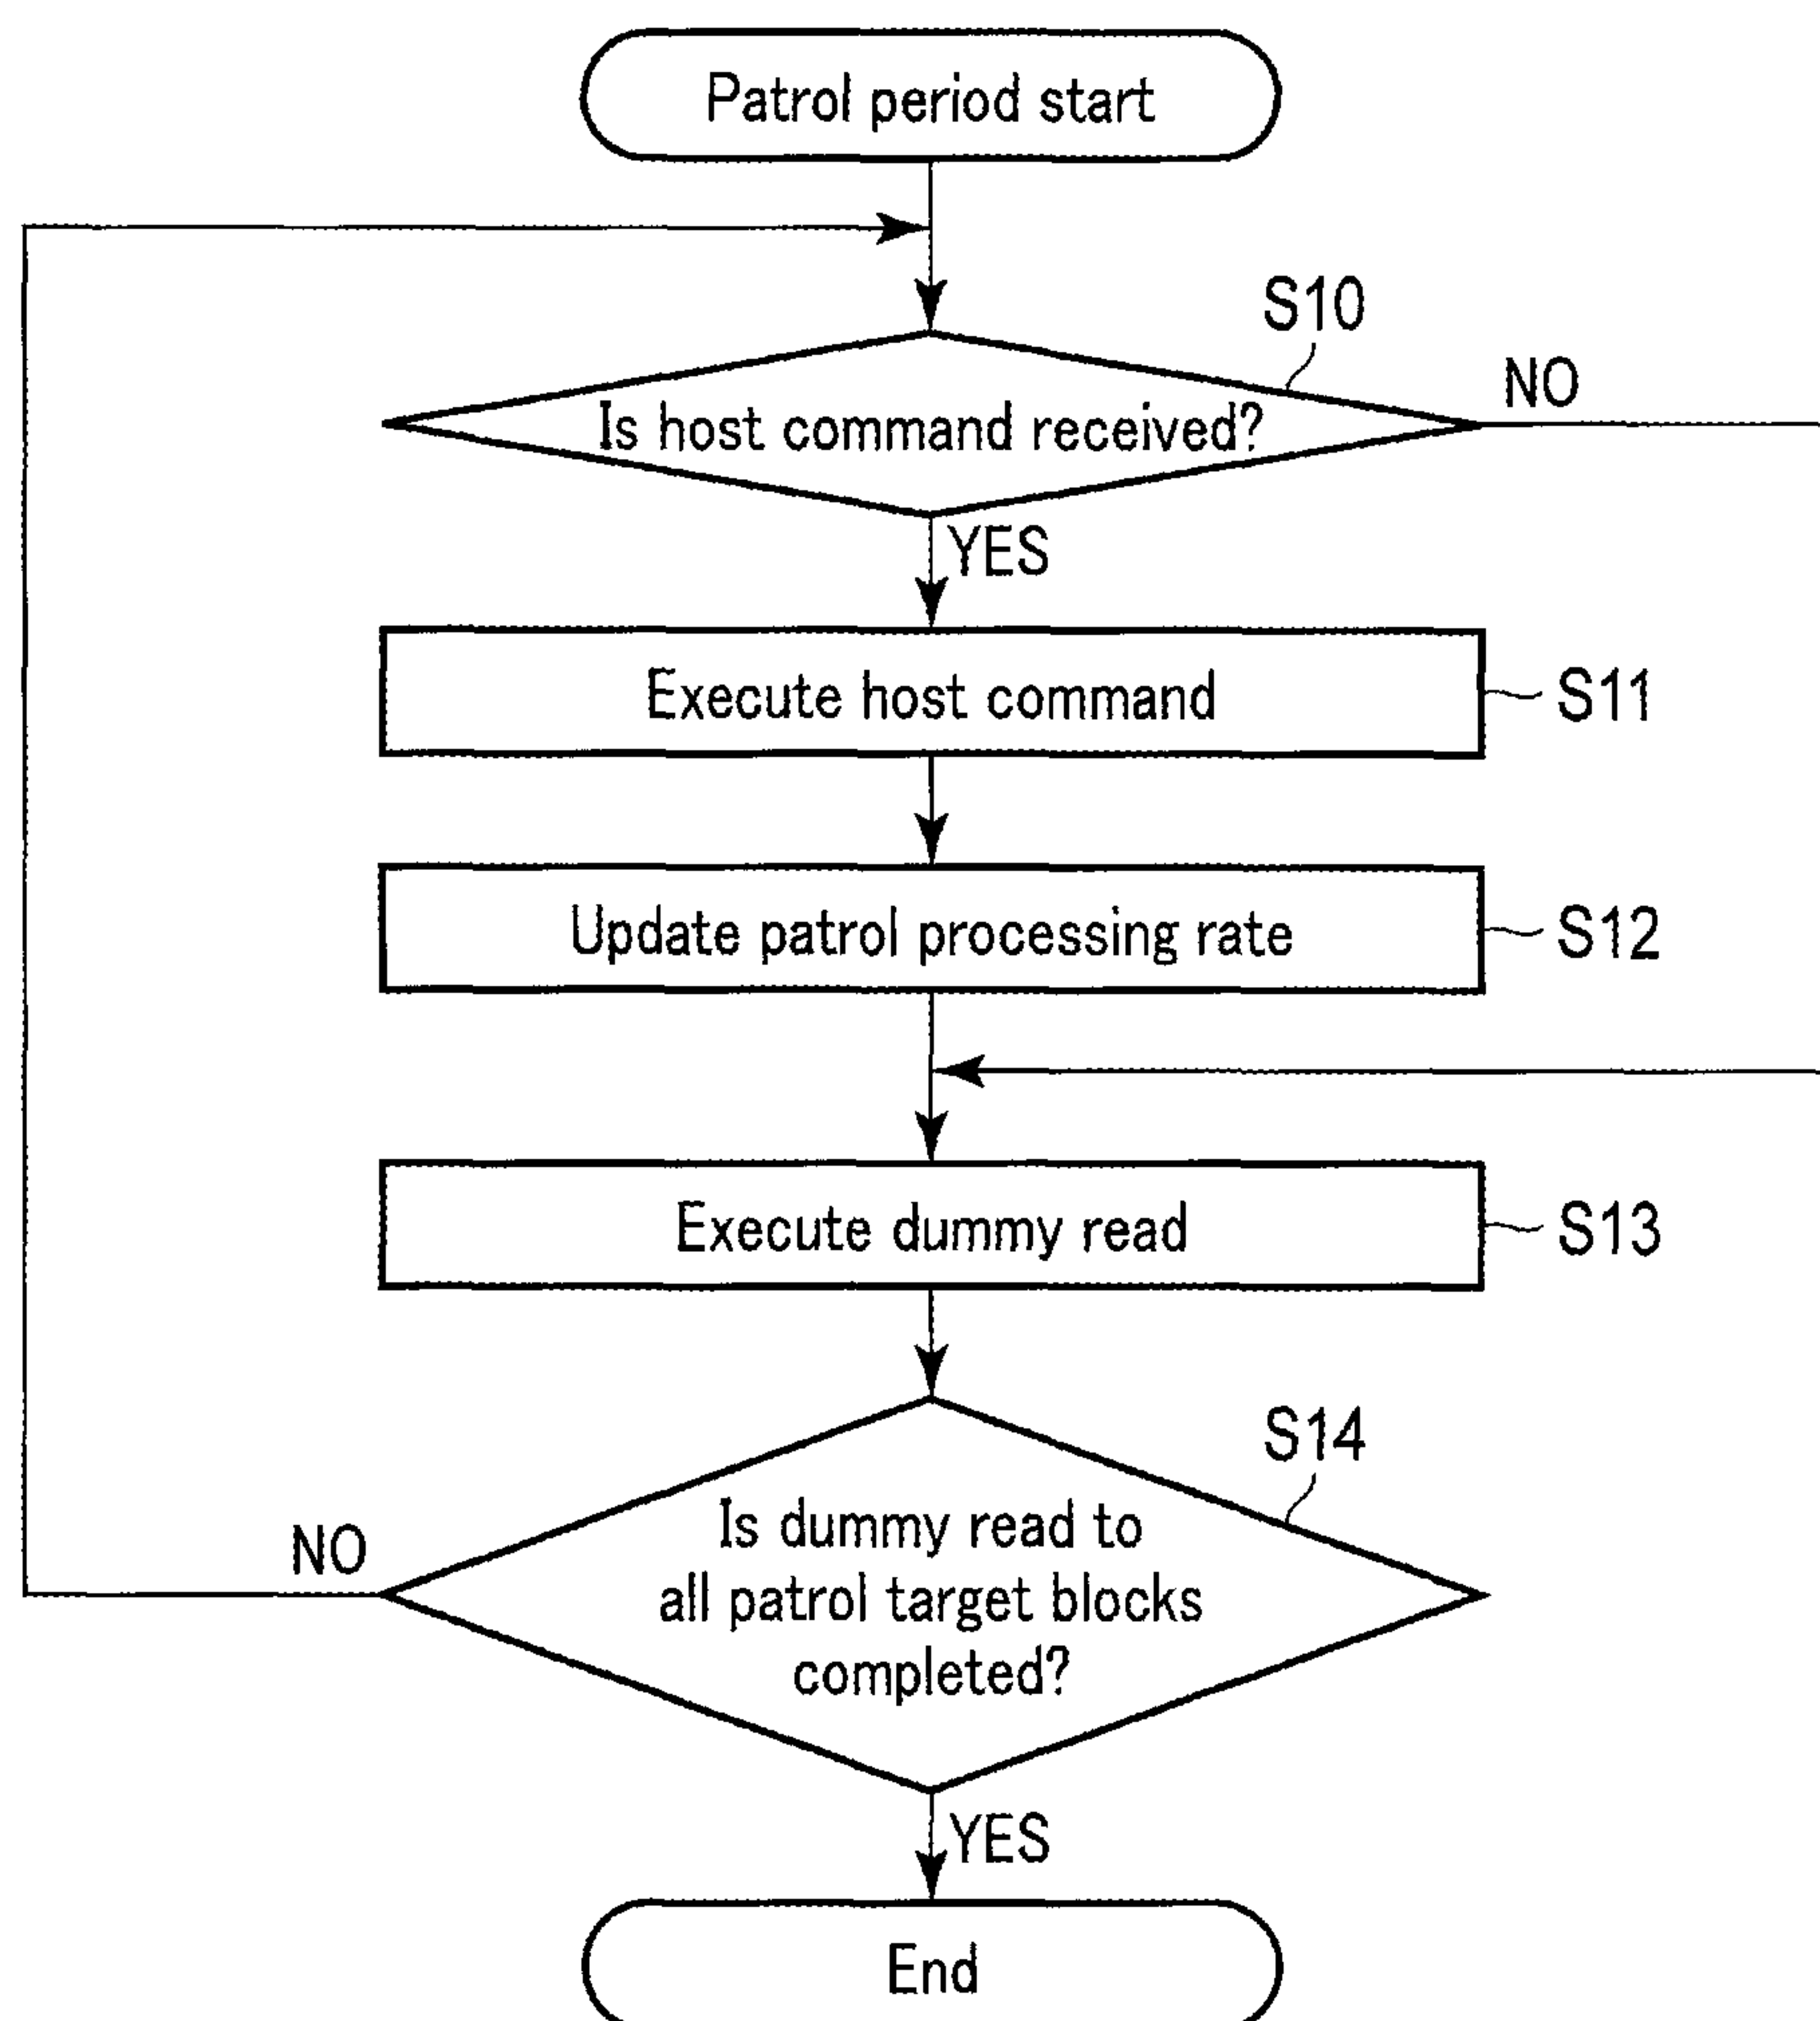 Patrol period start
S10
Is host command received?
NO
YES
Execute host command
S11
Update patrol processing rate
S12
Execute dummy read
S13
S14
Is dummy read to
all patrol target blocks
completed?
NO
YES
End